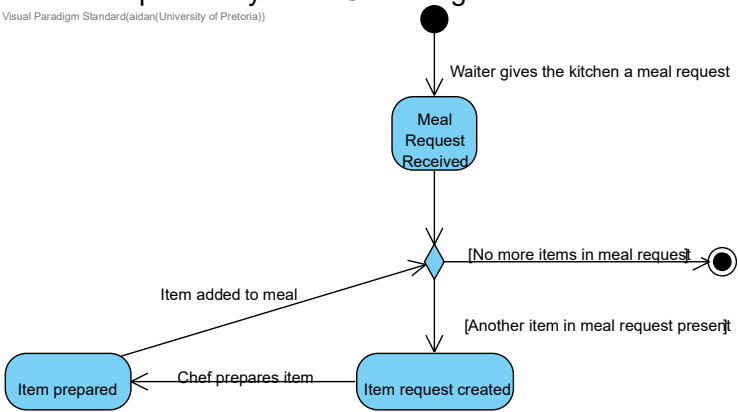 Visual Paradigm Standard(aidan(University of Pretoria))
Waiter gives the kitchen a meal request
Meal
Request
Received
[No more items in meal request]
Item added to meal
[Another item in meal request present]
Chef prepares item
Item prepared
Item request created